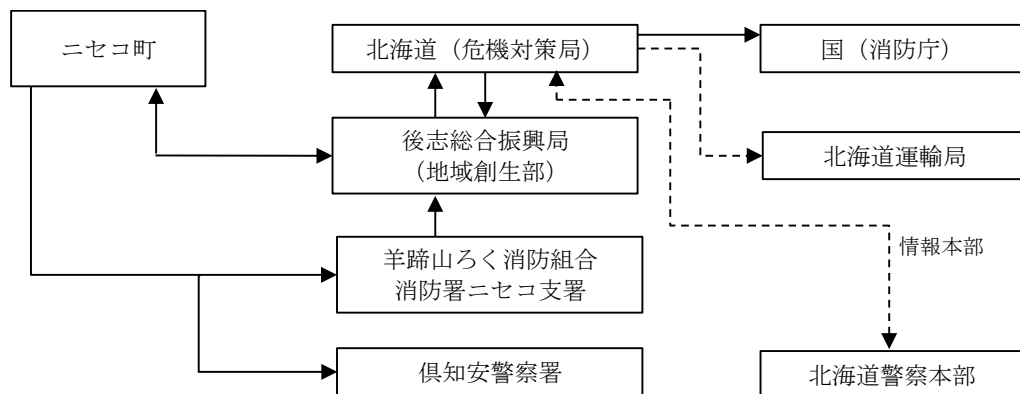 ニセコ町
北海道（危機対策局）
国（消防庁）
後志総合振興局
（地域創生部）
北海道運輸局
羊蹄山ろく消防組合
消防署ニセコ支署
情報本部
倶知安警察署
北海道警察本部